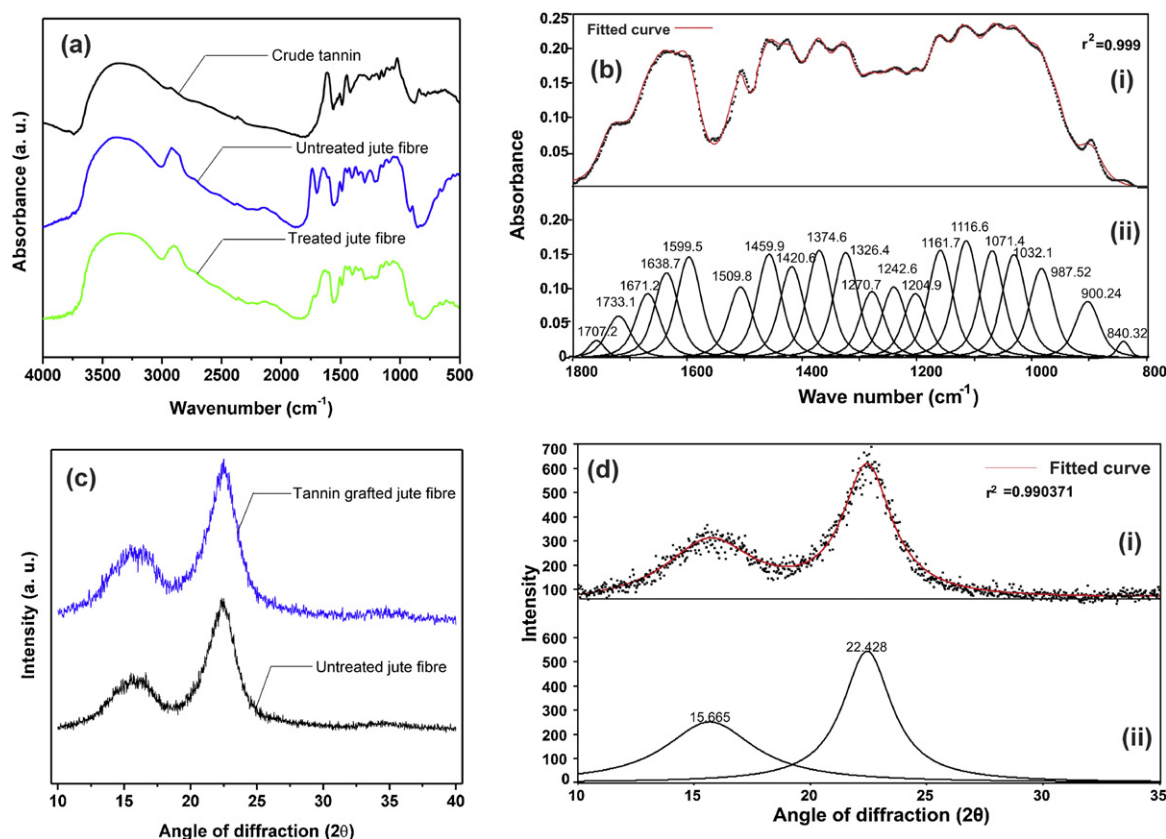 (a)
Crude tannin
Untreated jute fibre
Treated jute fibre
Absorbance (a. u.)
4000 3500 3000 2500 2000 1500 1000 500
Wavenumber (cm-1)
0.25
0.20
0.15
0.10
0.05
0
Fitted curve
r2=0.999
(b)
(i)
Absorbance
0.20
0.15
0.10
0.05
0
(ii)
1707.2
1733.1
1671.2
1638.7
1599.5
1509.8
1459.9
1420.6
1374.6
1326.4
1270.7
1242.6
1204.9
1161.7
1116.6
1071.4
1032.1
987.52
900.24
840.32
1800 1600 1400 1200 1000 800
Wave number (cm-1)
(c)
Tannin grafted jute fibre
Untreated jute fibre
Intensity (a. u.)
10 15 20 25 30 35 40
Angle of diffraction (2θ)
700
600
500
400
300
200
100
(d)
Fitted curve
r2 =0.990371
(i)
Intensity
600
500
400
300
200
100
0
22.428
15.665
(ii)
10 15 20 25 30 35
Angle of diffraction (2θ)